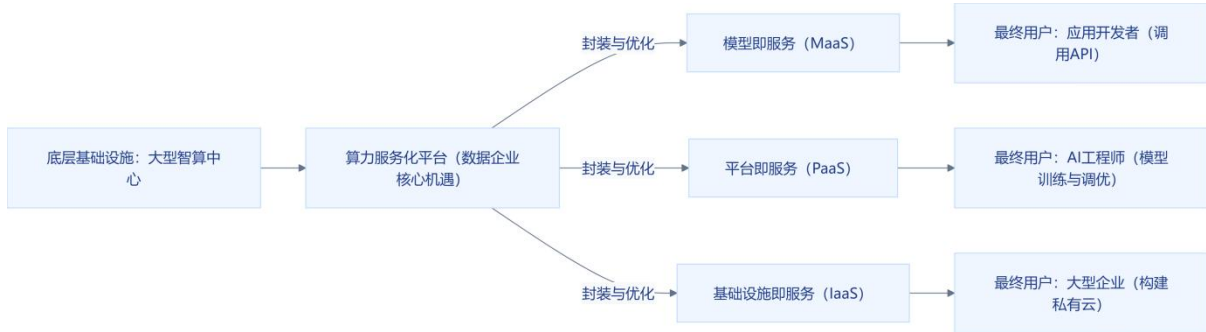 底层基础设施：大型智算中
心
算力服务化平台（数据企业
核心机遇）
封装与优化
模型即服务（MaaS）
最终用户：应用开发者（调
用API）
封装与优化
平台即服务（PaaS）
最终用户：AI工程师（模型
训练与调优）
封装与优化
基础设施即服务（IaaS）
最终用户：大型企业（构建
私有云）